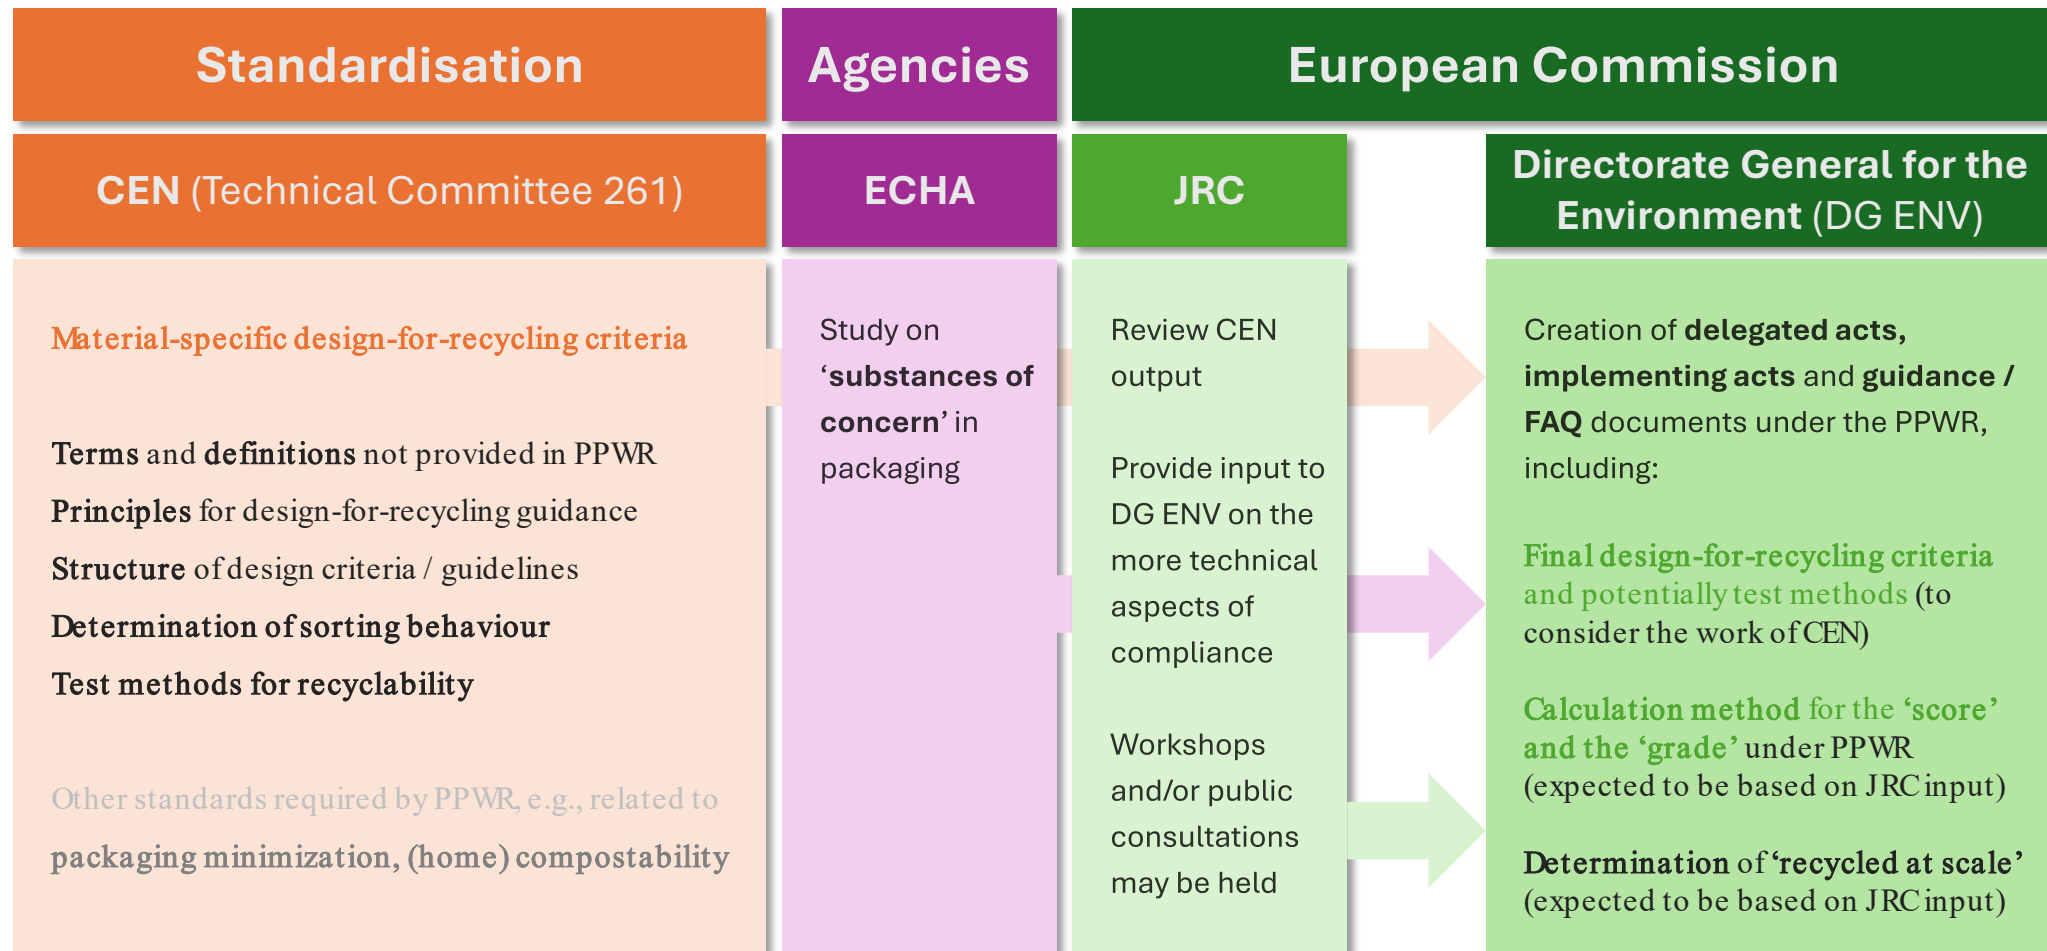 Standardisation
Agencies
European Commission
CEN (Technical Committee 261)
ECHA
JRC
Directorate General for the
Environment (DG ENV)
Material-specific design-for-recycling criteria
Terms and definitions not provided in PPWR
Principles for design-for-recycling guidance
Structure of design criteria / guidelines
Determination of sorting behaviour
Test methods for recyclability
Other standards required by PPWR, e.g., related to
packaging minimization, (home) compostability
Study on
‘substances of
concern’ in
packaging
Review CEN
output
Provide input to
DG ENV on the
more technical
aspects of
compliance
Workshops
and/or public
consultations
may be held
Creation of delegated acts,
implementing acts and guidance /
FAQ documents under the PPWR,
including:
Final design-for-recycling criteria
and potentially test methods (to
consider the work of CEN)
Calculation method for the ‘score’
and the ‘grade’ under PPWR
(expected to be based on JRC input)
Determination of ‘recycled at scale’
(expected to be based on JRC input)